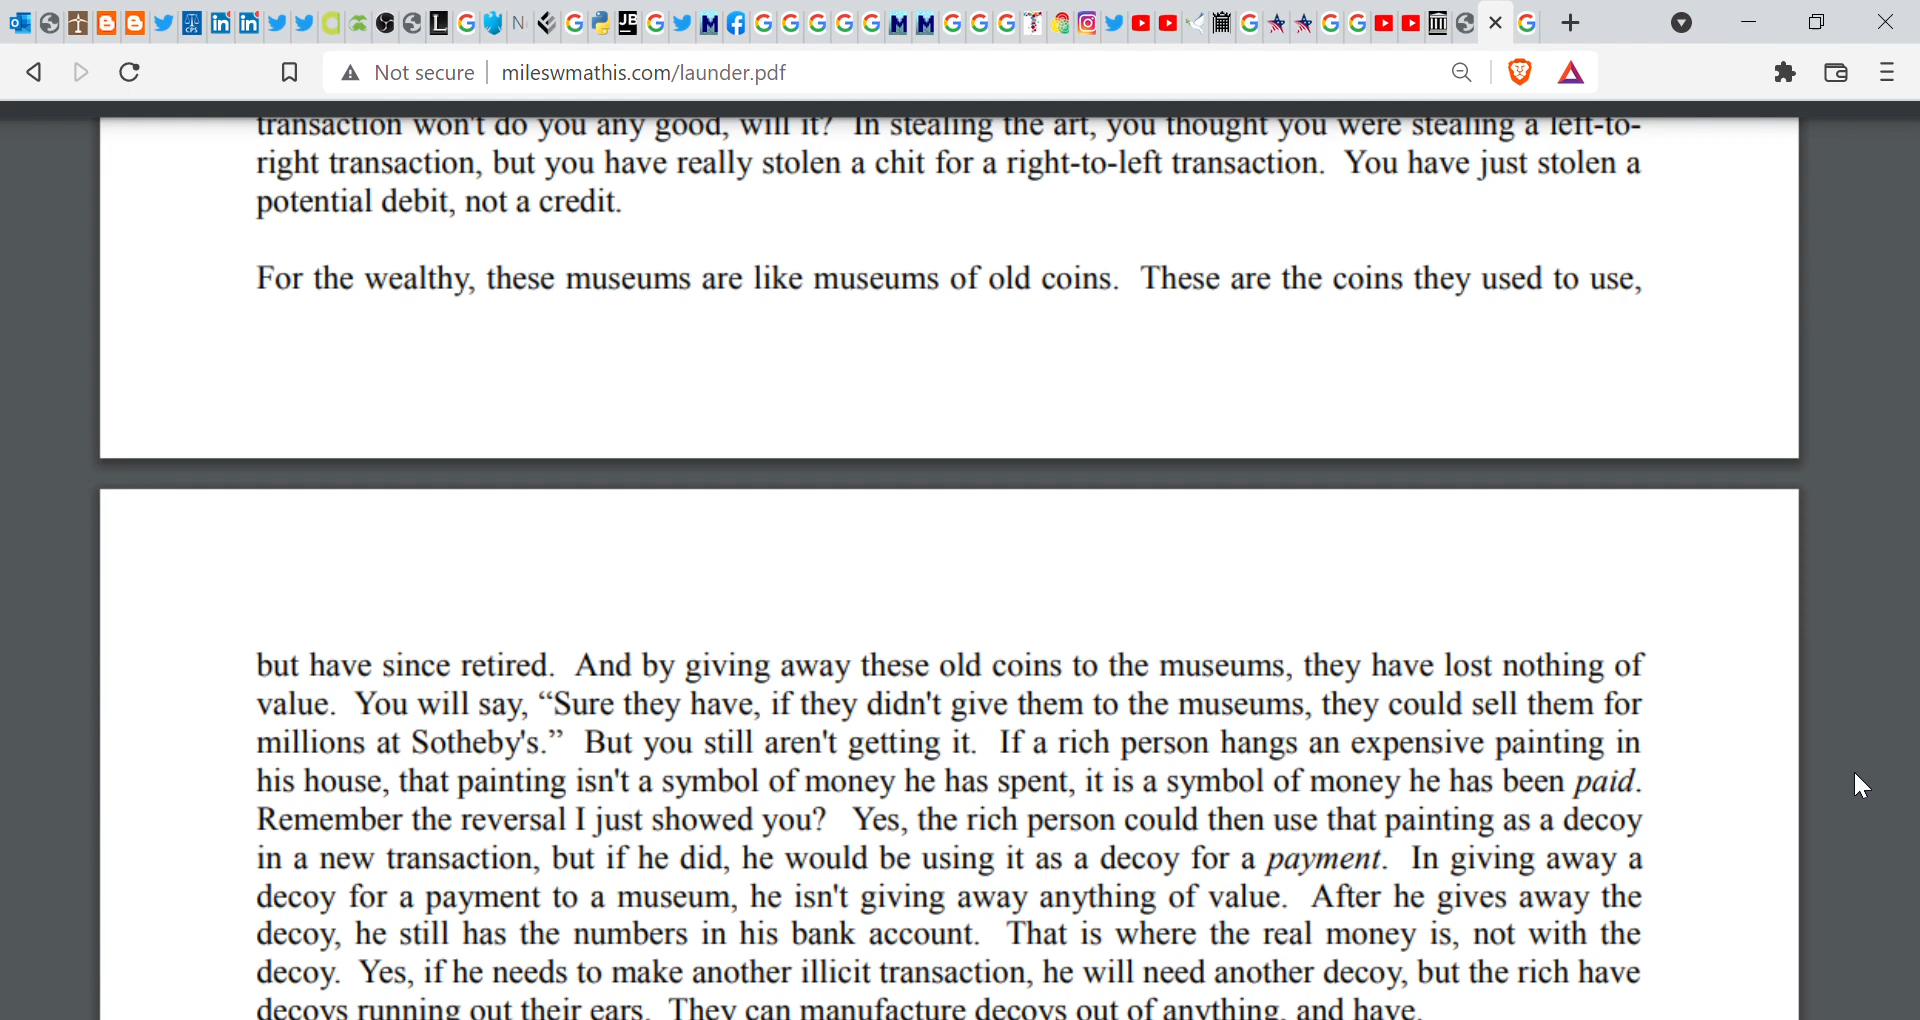 Not secure
mileswmathis.com/launder.pdf
transaction won't do you any good, will it? In stealing the art, you thought you were stealing a left-to-
right transaction, but you have really stolen a chit for a right-to-left transaction. You have just stolen a
potential debit, not a credit.
For the wealthy, these museums are like museums of old coins. These are the coins they used to use,
but have since retired. And by giving away these old coins to the museums, they have lost nothing of
value. You will say, “Sure they have, if they didn't give them to the museums, they could sell them for
millions at Sotheby's.” But you still aren't getting it. If a rich person hangs an expensive painting in
his house, that painting isn't a symbol of money he has spent, it is a symbol of money he has been paid.
Remember the reversal I just showed you? Yes, the rich person could then use that painting as a decoy
in a new transaction, but if he did, he would be using it as a decoy for a payment. In giving away a
decoy for a payment to a museum, he isn't giving away anything of value. After he gives away the
decoy, he still has the numbers in his bank account. That is where the real money is, not with the
decoy. Yes, if he needs to make another illicit transaction, he will need another decoy, but the rich have
decoys running out their ears. They can manufacture decoys out of anything, and have.